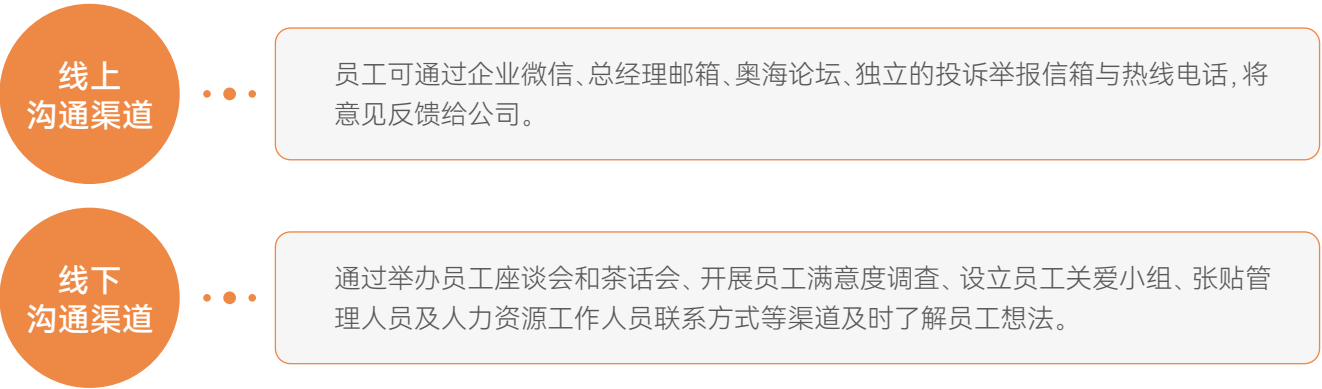 线上
沟通渠道
员工可通过企业微信、总经理邮箱、奥海论坛、独立的投诉举报信箱与热线电话,将
意见反馈给公司。
线下
沟通渠道
通过举办员工座谈会和茶话会、开展员工满意度调查、设立员工关爱小组、张贴管
理人员及人力资源工作人员联系方式等渠道及时了解员工想法。